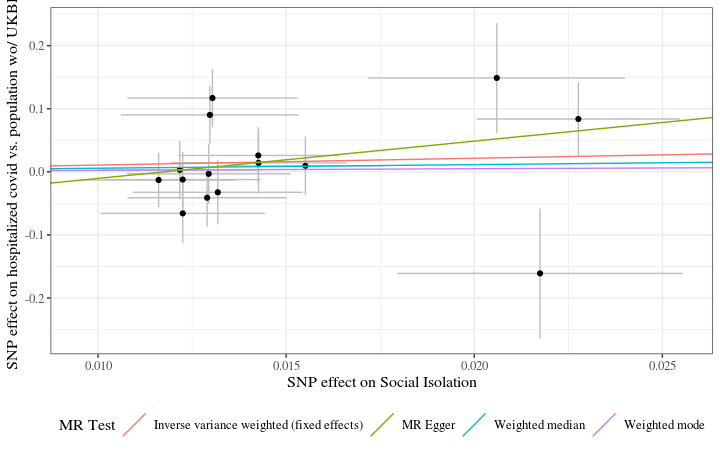 SNP effect on hospitalized covid vs. population wo/
0.2
0.1
0.0
-0.1
-0.2
0.010
0.015
0.020
0.025
SNP effect on Social Isolation
MR Test
Inverse variance weighted (fixed effects)
MR Egger
Weighted median
Weighted mode